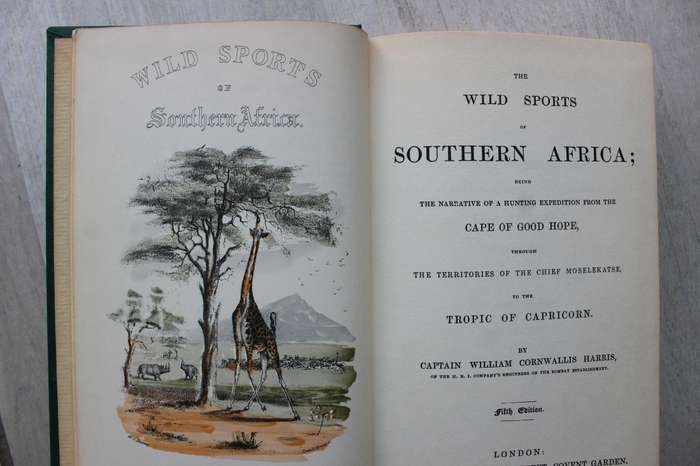 WILD SPORTS
OF
Southern Africa.
THE
WILD SPORTS
OF
SOUTHERN AFRICA;
BEING
THE NARRATIVE OF A HUNTING EXPEDITION FROM THE
CAPE OF GOOD HOPE,
THROUGH
THE TERRITORIES OF THE CHIEF MOSELEKATSE,
TO THE
TROPIC OF CAPRICORN.
BY
CAPTAIN WILLIAM CORNWALLIS HARRIS,
OF THE H. E. I. COMPANY'S ENGINEERS ON THE BOMBAY ESTABLISHMENT.
Fifth Edition.
LONDON:
COVENT GARDEN.